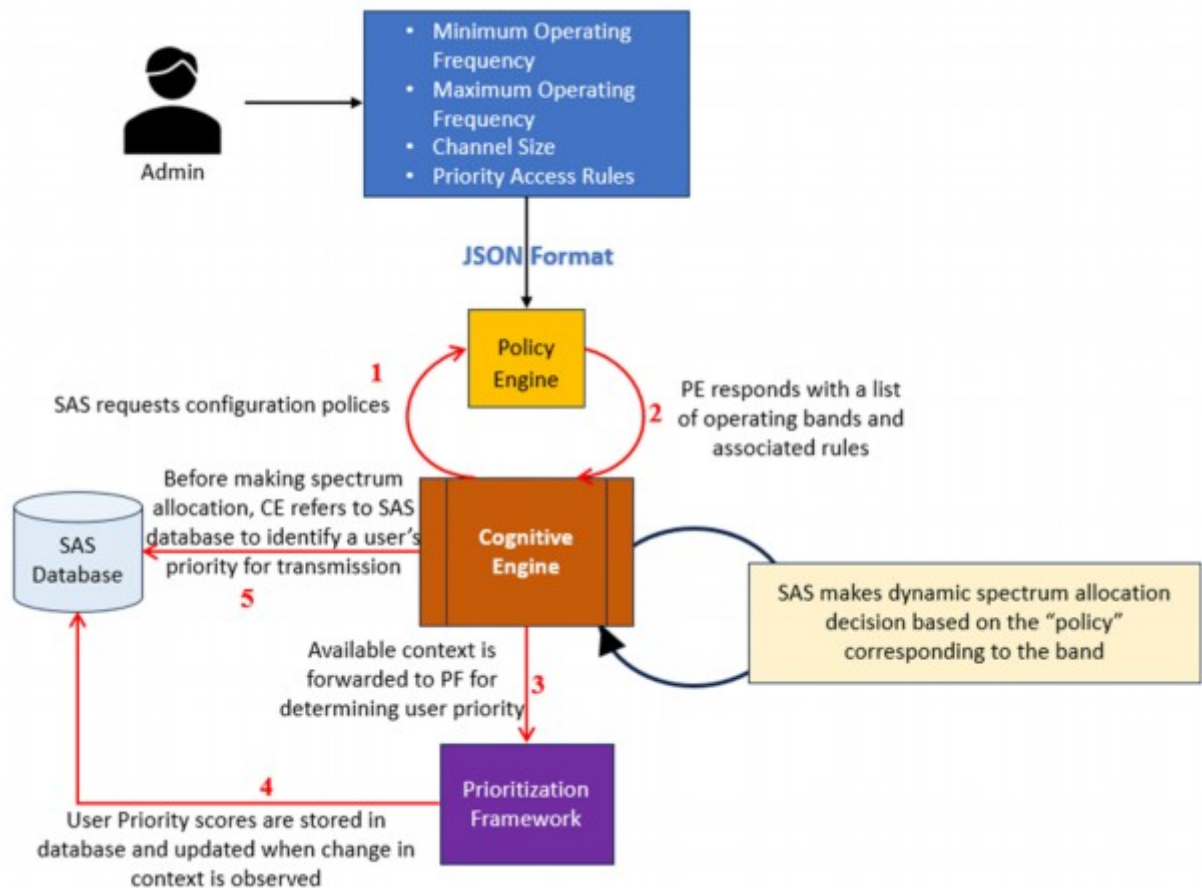 • Minimum Operating
Frequency
• Maximum Operating
Frequency
• Channel Size
• Priority Access Rules
Admin
JSON Format
Policy
Engine
1
SAS requests configuration polices
2
PE responds with a list
of operating bands and
associated rules
Before making spectrum
allocation, CE refers to SAS
database to identify a user's
priority for transmission
5
SAS
Database
Cognitive
Engine
SAS makes dynamic spectrum allocation
decision based on the “policy”
corresponding to the band
Available context is
forwarded to PF for
determining user priority
3
Prioritization
Framework
4
User Priority scores are stored in
database and updated when change in
context is observed